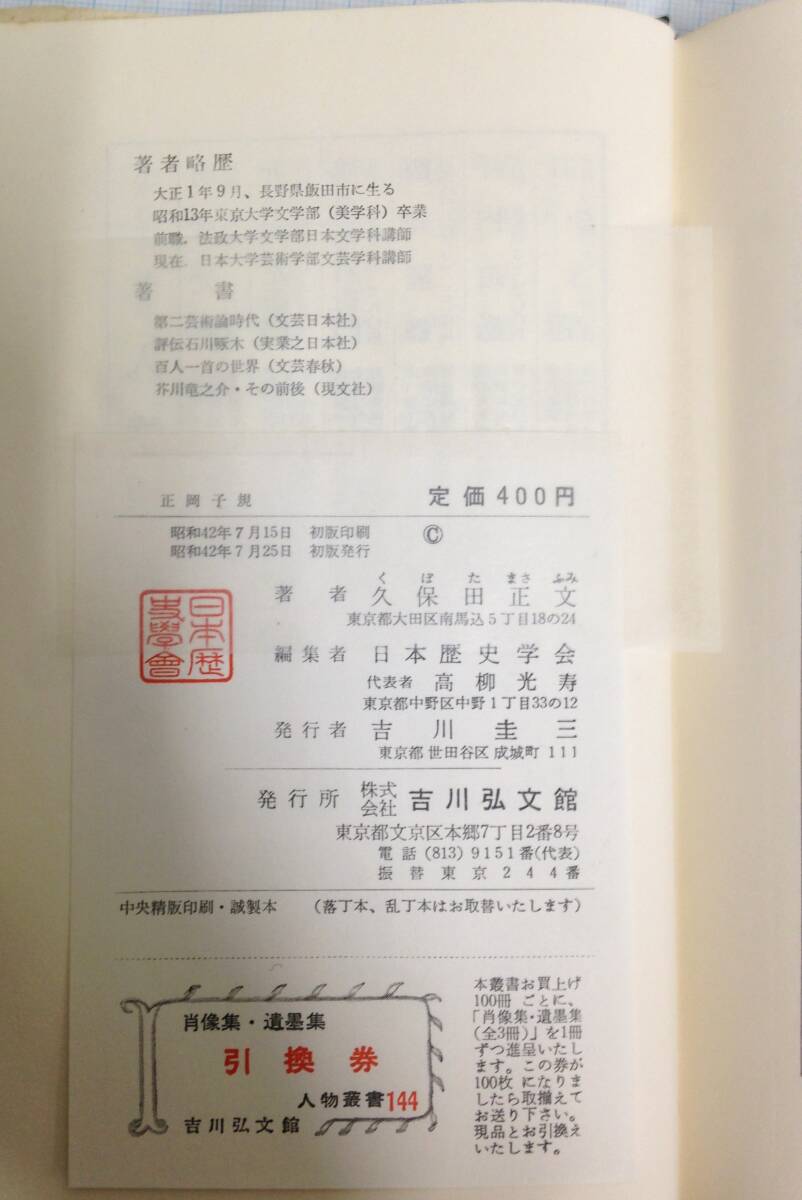 著者略歴
大正1年9月、長野県飯田市に生る
昭和13年東京大学文学部（美学科）卒業
前職．法政大学文学部日本文学科講師
現在．日本大学芸術学部文芸学科講師
著書
第二芸術論時代（文芸日本社）
評伝石川啄木（実業之日本社）
百人一首の世界（文芸春秋）
芥川竜之介・その前後（現文社）
正岡子規
定価400円
昭和42年7月15日 初版印刷
昭和42年7月25日 初版発行
©
く ぼ た まさ ふみ
著者 久保田正文
東京都大田区南馬込5丁目18の24
日本歴史學會
編集者 日本歴史学会
代表者 高柳光寿
東京都中野区中野1丁目33の12
発行者 吉川圭三
東京都世田谷区成城町111
発行所 株式会社 吉川弘文館
東京都文京区本郷7丁目2番8号
電話（813）9151番（代表）
振替東京244番
中央精版印刷・誠製本 （落丁本、乱丁本はお取替いたします）
肖像集・遺墨集
引換券
人物叢書144
吉川弘文館
本叢書お買上げ
100冊ごとに、
「肖像集・遺墨集
（全3冊）」を1冊
ずつ進呈いたし
ます。この券が
100枚になりま
したら取揃えて
お送り下さい。
現品とお引換え
いたします。